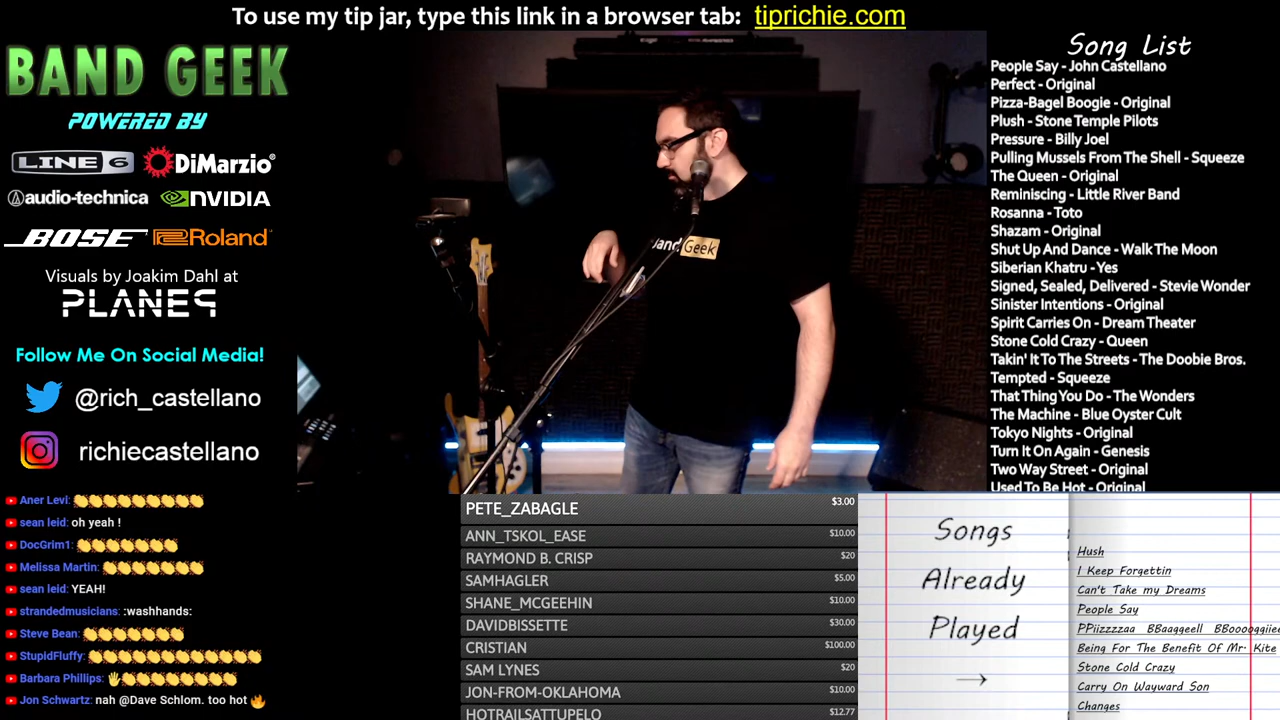 To use my tip jar, type this link in a browser tab: tiprichie.com
BAND GEEK
POWERED BY
LINE 6 DiMarzio®
audio-technica NVIDIA
BOSE Roland
Visuals by Joakim Dahl at
PLANE9
Follow Me On Social Media!
@rich_castellano
richiecastellano
Aner Levi: 👏👏👏👏👏👏👏👏👏
sean leid: oh yeah !
DocGrim1: 👏👏👏👏👏👏👏
Melissa Martin: 👏👏👏👏👏👏👏
sean leid: YEAH!
strandedmusicians: :washhands:
Steve Bean: 👏👏👏👏👏👏👏
StupidFluffy: 👏👏👏👏👏👏👏👏👏👏👏👏
Barbara Phillips: 🖐👏👏👏👏👏👏👏👏
Jon Schwartz: nah @Dave Schlom. too hot 🔥
Band Geek
PETE_ZABAGLE $3.00
ANN_TSKOL_EASE $10.00
RAYMOND B. CRISP $20
SAMHAGLER $5.00
SHANE_MCGEEHIN $10.00
DAVIDBISSETTE $30.00
CRISTIAN $100.00
SAM LYNES $20
JON-FROM-OKLAHOMA $10.00
HOTRAILSATTUPELO $12.77
Song List
People Say - John Castellano
Perfect - Original
Pizza-Bagel Boogie - Original
Plush - Stone Temple Pilots
Pressure - Billy Joel
Pulling Mussels From The Shell - Squeeze
The Queen - Original
Reminiscing - Little River Band
Rosanna - Toto
Shazam - Original
Shut Up And Dance - Walk The Moon
Siberian Khatru - Yes
Signed, Sealed, Delivered - Stevie Wonder
Sinister Intentions - Original
Spirit Carries On - Dream Theater
Stone Cold Crazy - Queen
Takin' It To The Streets - The Doobie Bros.
Tempted - Squeeze
That Thing You Do - The Wonders
The Machine - Blue Oyster Cult
Tokyo Nights - Original
Turn It On Again - Genesis
Two Way Street - Original
Used To Be Hot - Original
Songs
Already
Played
→
Hush
I Keep Forgettin
Can't Take my Dreams
People Say
PPiizzzzaa BBaaggeell BBooooggiiee
Being For The Benefit Of Mr. Kite
Stone Cold Crazy
Carry On Wayward Son
Changes